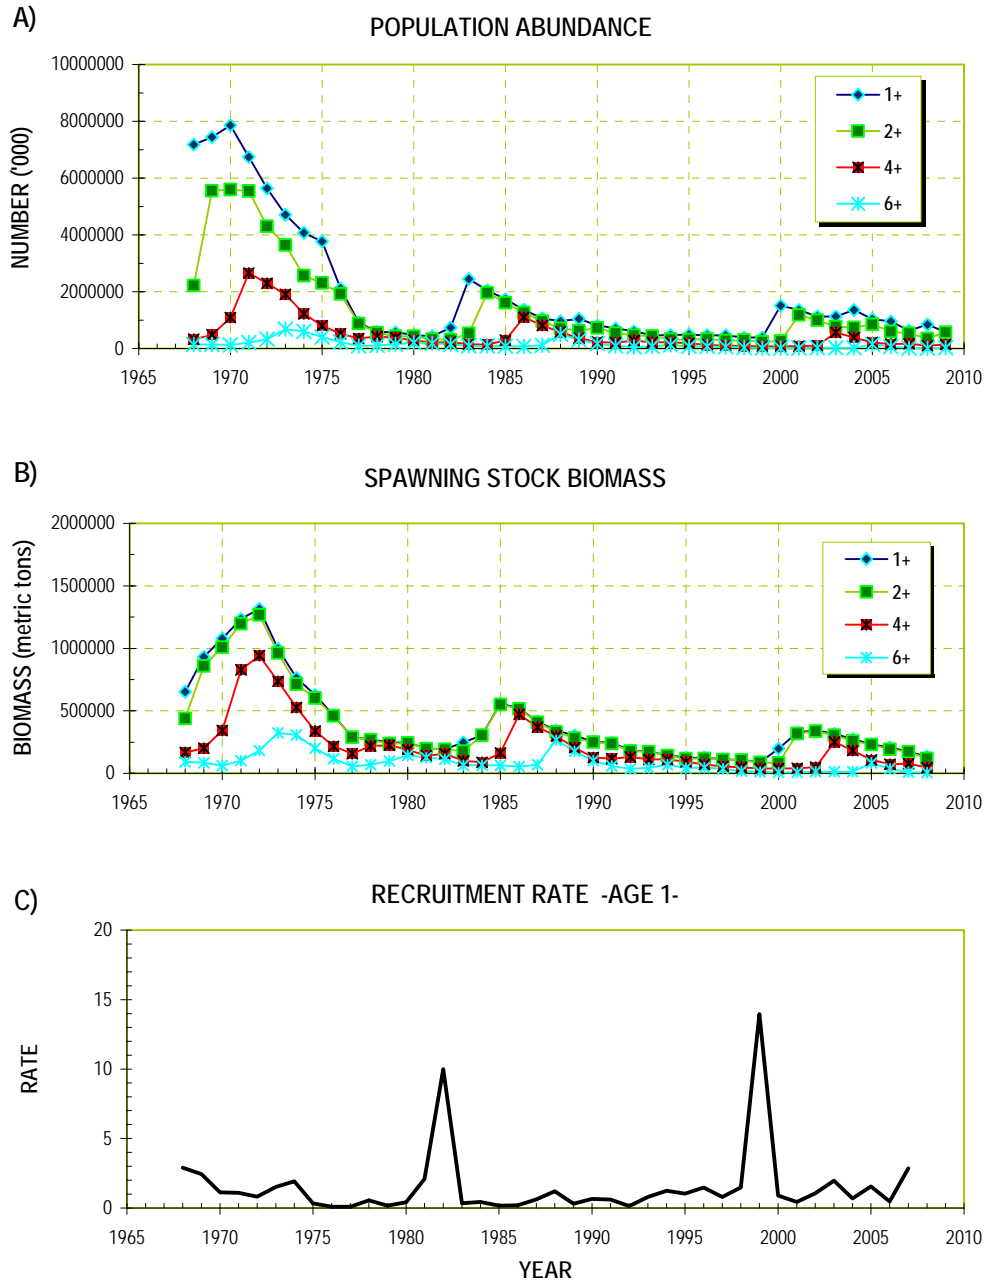 A)
POPULATION ABUNDANCE
NUMBER ('000)
10000000
8000000
6000000
4000000
2000000
0
1+
2+
4+
6+
1965 1970 1975 1980 1985 1990 1995 2000 2005 2010
B)
SPAWNING STOCK BIOMASS
BIOMASS (metric tons)
2000000
1500000
1000000
500000
0
1+
2+
4+
6+
1965 1970 1975 1980 1985 1990 1995 2000 2005 2010
C)
RECRUITMENT RATE -AGE 1-
RATE
20
15
10
5
0
1965 1970 1975 1980 1985 1990 1995 2000 2005 2010
YEAR